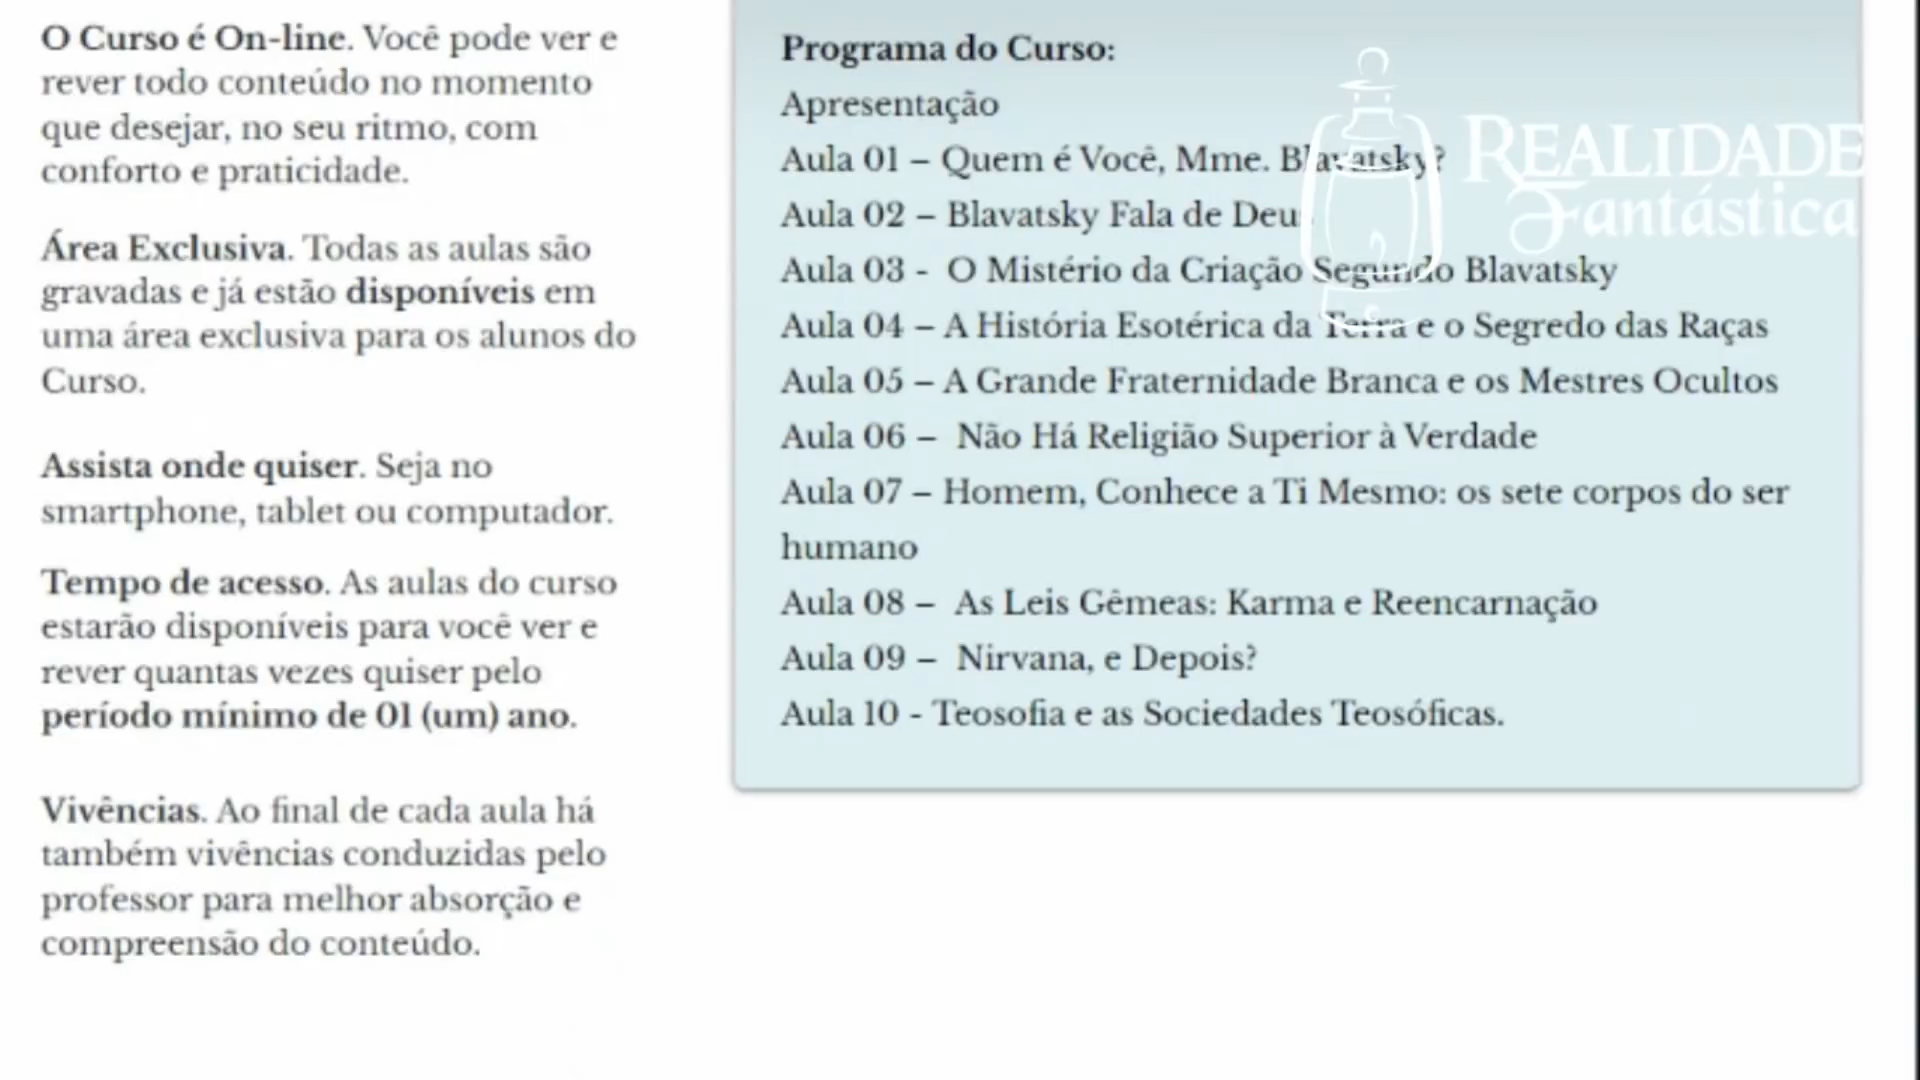 O Curso é On-line. Você pode ver e
rever todo conteúdo no momento
que desejar, no seu ritmo, com
conforto e praticidade.
Área Exclusiva. Todas as aulas são
gravadas e já estão disponíveis em
uma área exclusiva para os alunos do
Curso.
Assista onde quiser. Seja no
smartphone, tablet ou computador.
Tempo de acesso. As aulas do curso
estarão disponíveis para você ver e
rever quantas vezes quiser pelo
período mínimo de 01 (um) ano.
Vivências. Ao final de cada aula há
também vivências conduzidas pelo
professor para melhor absorção e
compreensão do conteúdo.
Programa do Curso:
Apresentação
Aula 01 – Quem é Você, Mme. Blavatsky?
Aula 02 – Blavatsky Fala de Deus
Aula 03 - O Mistério da Criação Segundo Blavatsky
Aula 04 – A História Esotérica da Terra e o Segredo das Raças
Aula 05 – A Grande Fraternidade Branca e os Mestres Ocultos
Aula 06 – Não Há Religião Superior à Verdade
Aula 07 – Homem, Conhece a Ti Mesmo: os sete corpos do ser
humano
Aula 08 – As Leis Gêmeas: Karma e Reencarnação
Aula 09 – Nirvana, e Depois?
Aula 10 - Teosofia e as Sociedades Teosóficas.
REALIDADE
Fantástica